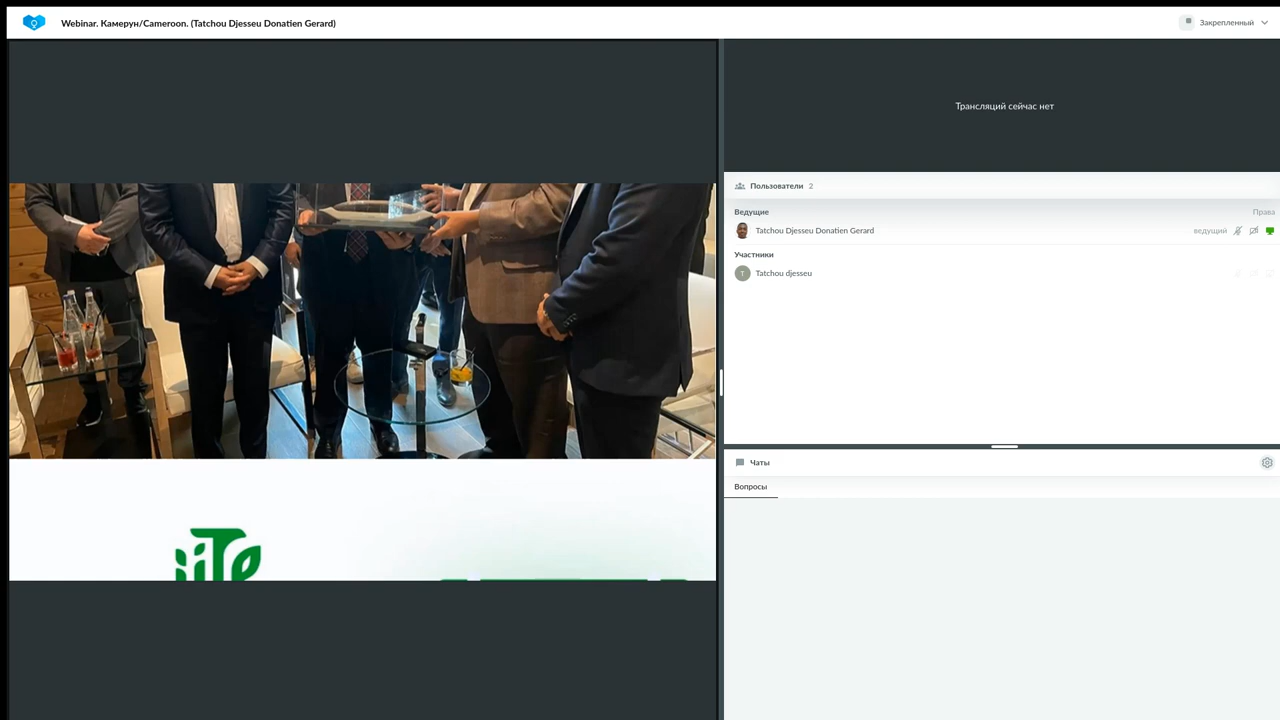 Webinar. Камерун/Cameroon. (Tatchou Djesseu Donatien Gerard)
Закрепленный
Трансляций сейчас нет
Пользователи 2
Ведущие
Права
Tatchou Djesseu Donatien Gerard
ведущий
Участники
T
Tatchou djesseu
Чаты
Вопросы